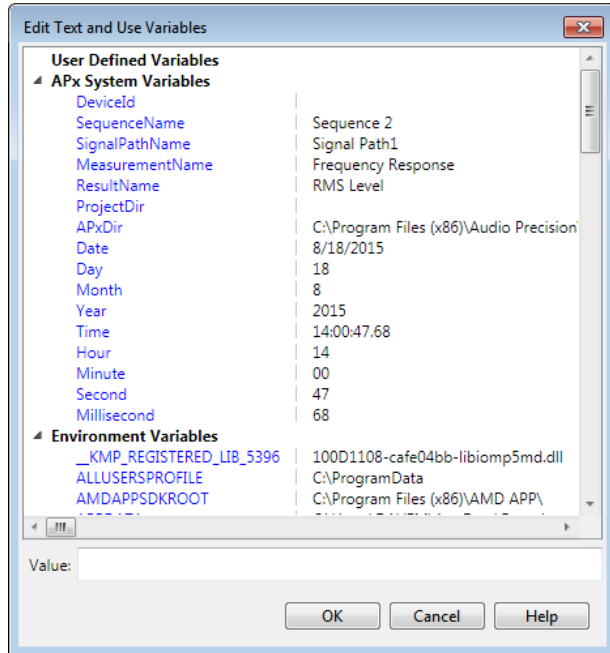 Edit Text and Use Variables
User Defined Variables
APx System Variables
DeviceId
SequenceName Sequence 2
SignalPathName Signal Path1
MeasurementName Frequency Response
ResultName RMS Level
ProjectDir
APxDir C:\Program Files (x86)\Audio Precision\
Date 8/18/2015
Day 18
Month 8
Year 2015
Time 14:00:47.68
Hour 14
Minute 00
Second 47
Millisecond 68
Environment Variables
__KMP_REGISTERED_LIB_5396 100D1108-cafe04bb-libiomp5md.dll
ALLUSERSPROFILE C:\ProgramData
AMDAPPSDKROOT C:\Program Files (x86)\AMD APP\
Value:
OK Cancel Help